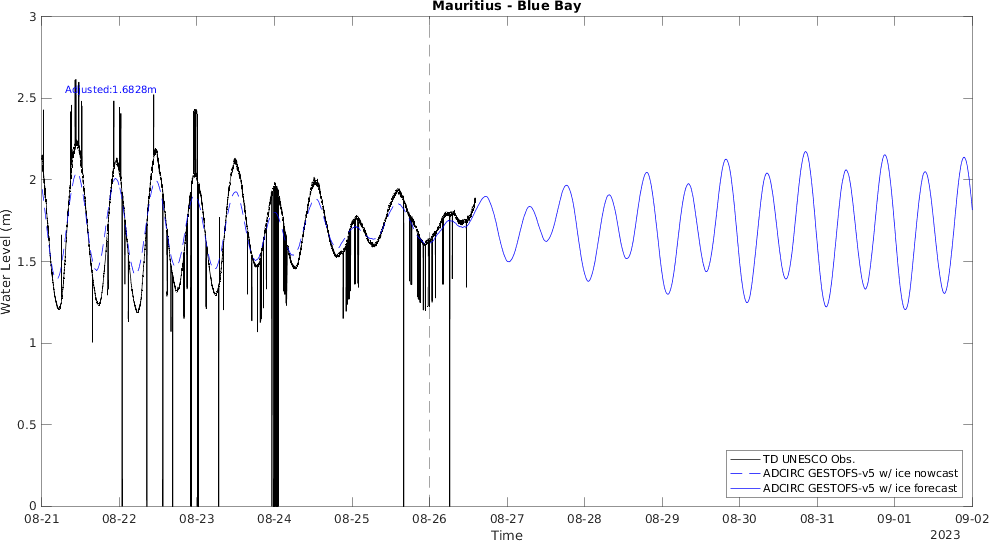 Mauritius - Blue Bay
Water Level (m)
3
2.5
2
1.5
1
0.5
0
Adjusted:1.6828m
TD UNESCO Obs.
ADCIRC GESTOFS-v5 w/ ice nowcast
ADCIRC GESTOFS-v5 w/ ice forecast
08-21 08-22 08-23 08-24 08-25 08-26 08-27 08-28 08-29 08-30 08-31 09-01 09-02
Time
2023